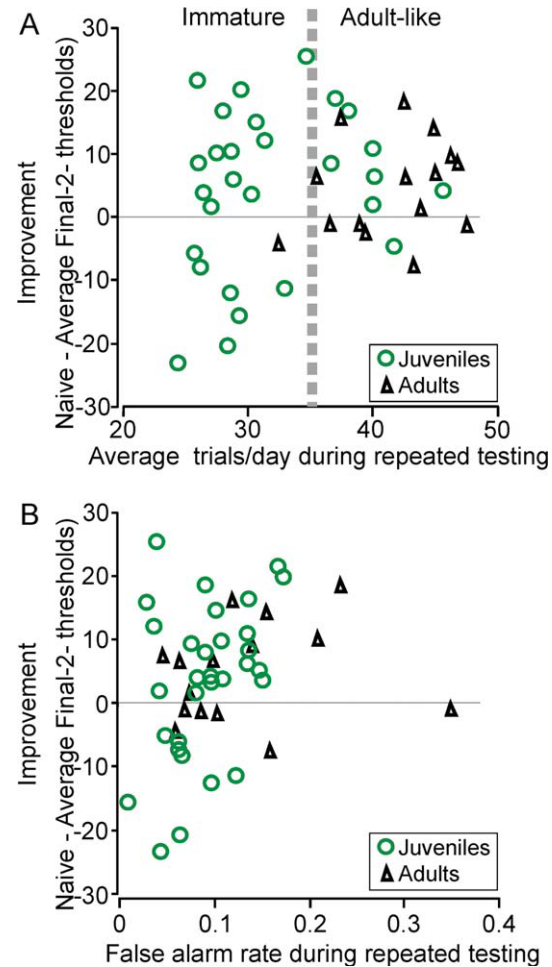 A
Immature Adult-like
30
20
10
0
-10
-20
-30
Improvement
Naive - Average Final-2- thresholds)
Juveniles
Adults
20 30 40 50
Average trials/day during repeated testing
B
30
20
10
0
-10
-20
-30
Improvement
Naive - Average Final-2- thresholds)
Juveniles
Adults
0 0.1 0.2 0.3 0.4
False alarm rate during repeated testing